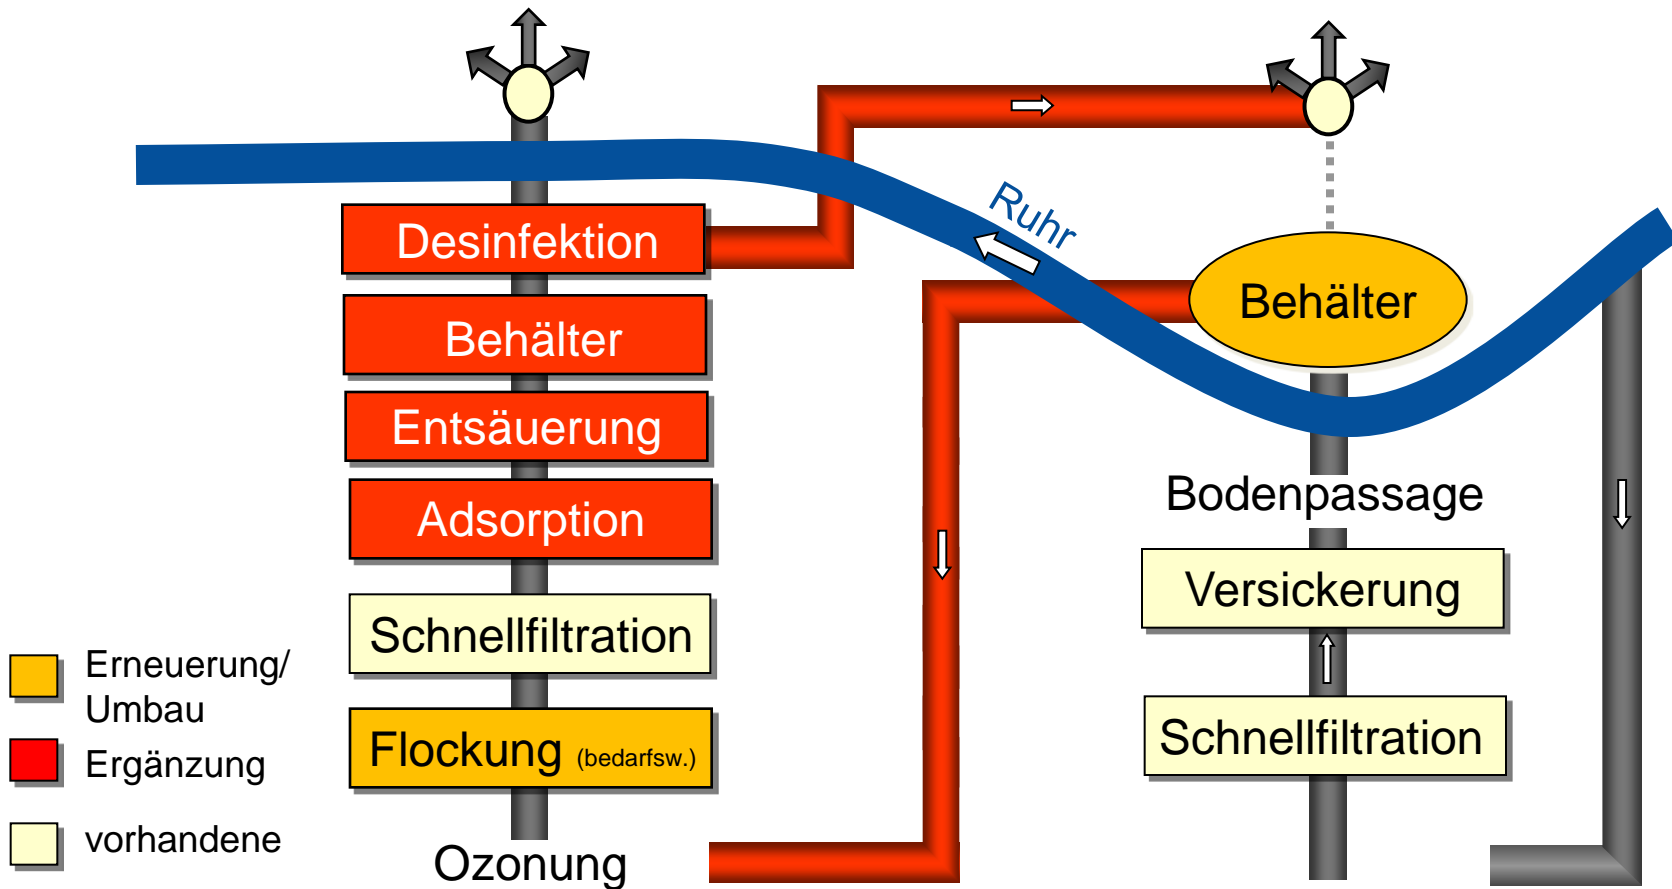 Ruhr
Desinfektion
Behälter
Entsäuerung
Adsorption
Schnellfiltration
Flockung (bedarfsw.)
Ozonung
Behälter
Bodenpassage
Versickerung
Schnellfiltration
Erneuerung/
Umbau
Ergänzung
vorhandene